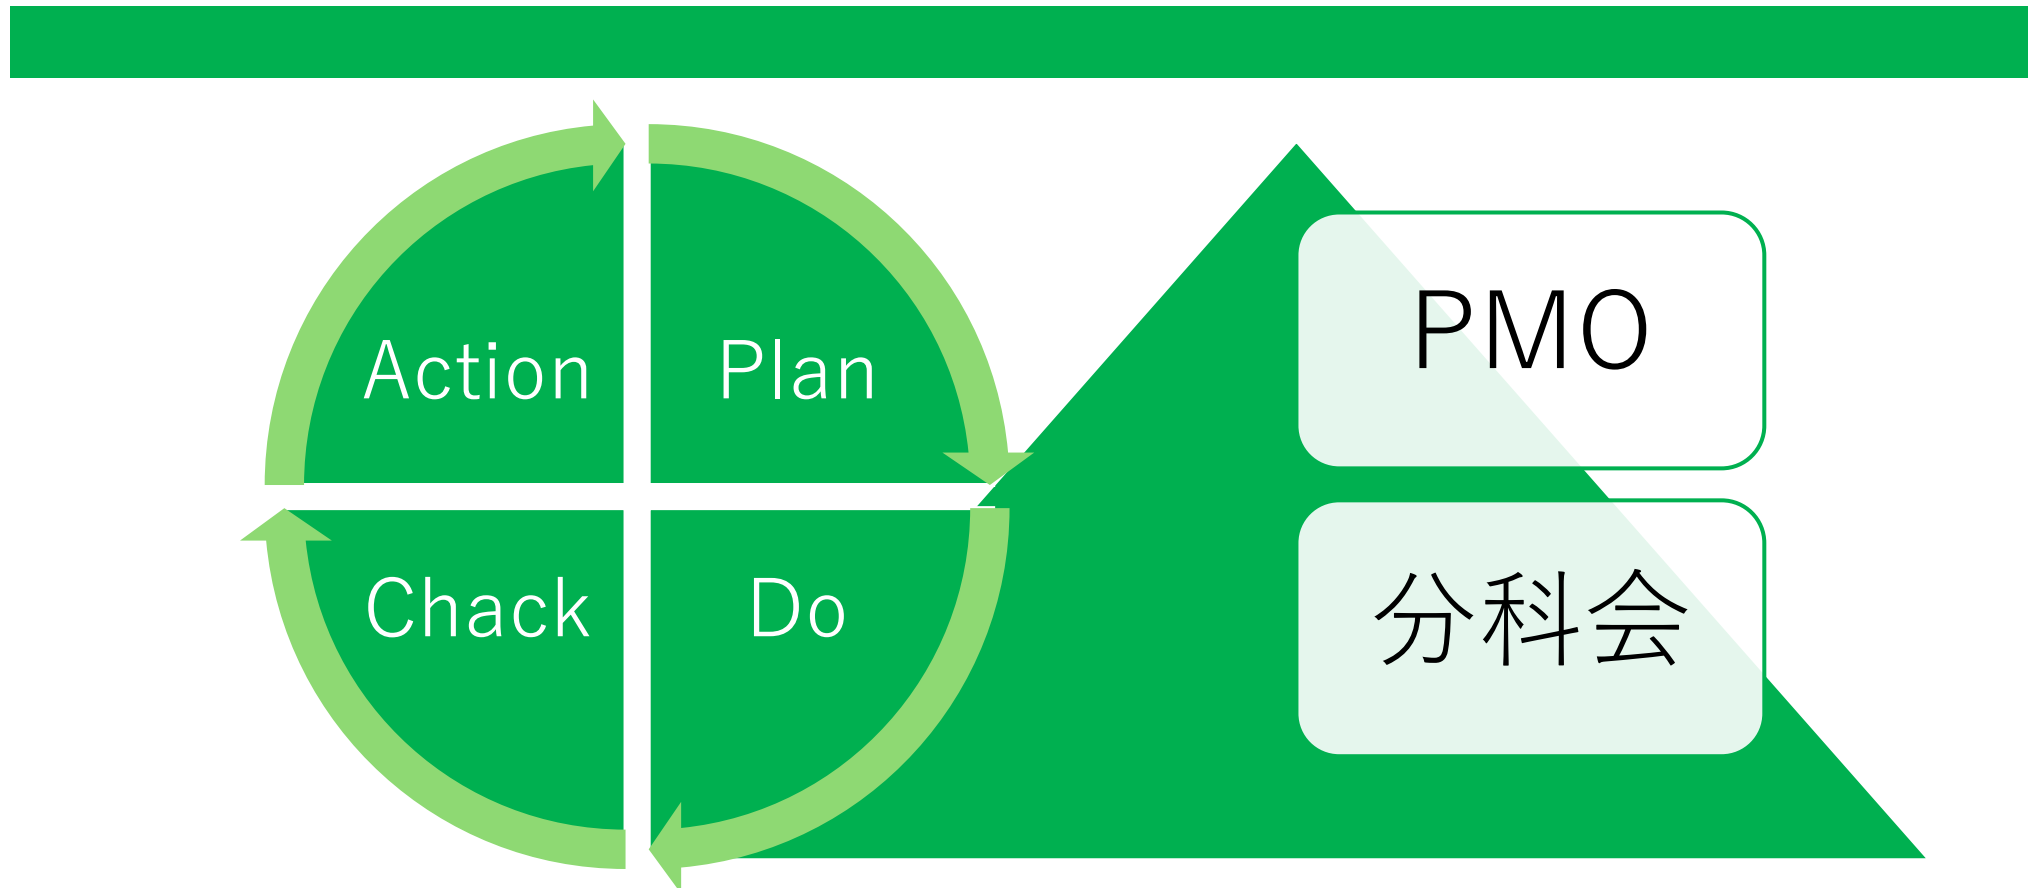 Action
Plan
Chack
Do
PMO
分科会